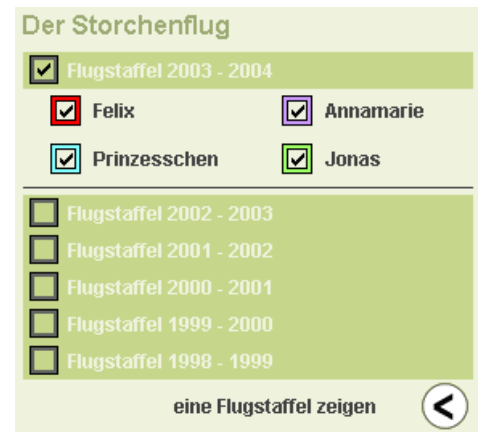 Der Storchenflug
Flugstaffel 2003 - 2004
Felix Annamarie
Prinzesschen Jonas
Flugstaffel 2002 - 2003
Flugstaffel 2001 - 2002
Flugstaffel 2000 - 2001
Flugstaffel 1999 - 2000
Flugstaffel 1998 - 1999
eine Flugstaffel zeigen <